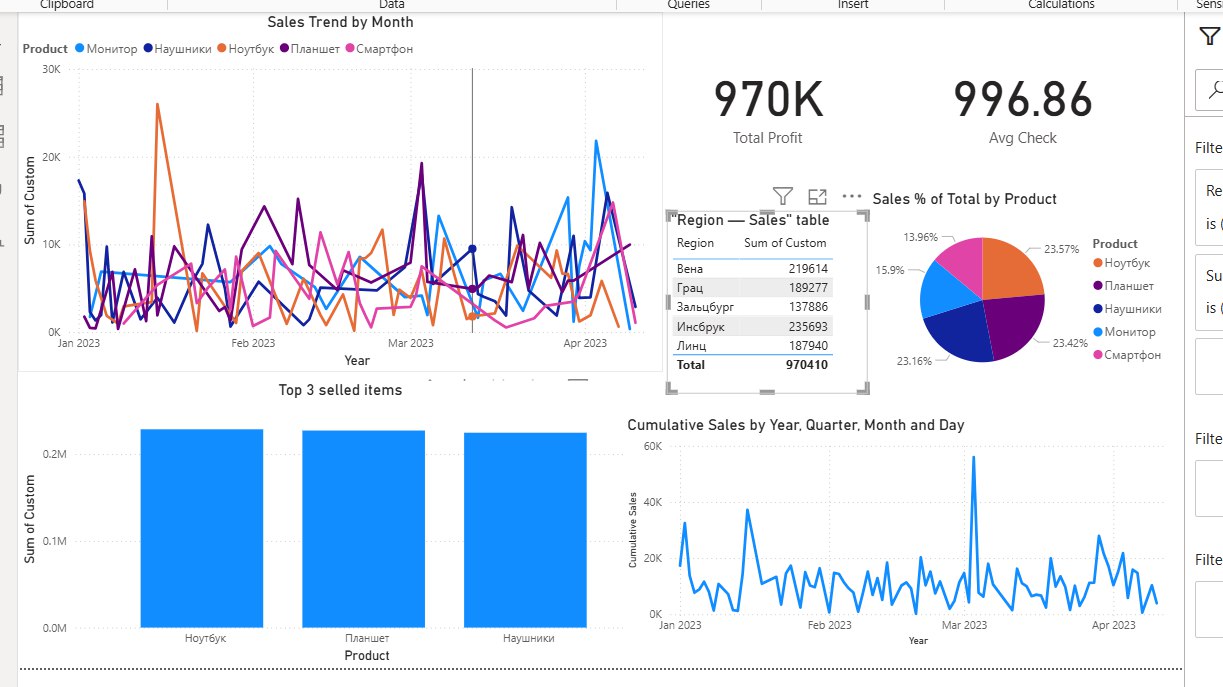 Clipboard Data Queries Insert Calculations
Sales Trend by Month
Product Монитор Наушники Ноутбук Планшет Смартфон
30K
20K
10K
0K
Sum of Custom
Jan 2023 Feb 2023 Mar 2023 Apr 2023
Year
970K
Total Profit
996.86
Avg Check
"Region — Sales" table
Region Sum of Custom
Вена 219614
Грац 189277
Зальцбург 137886
Инсбрук 235693
Линц 187940
Total 970410
Sales % of Total by Product
13.96%
23.57%
15.9%
23.42%
23.16%
Product
Ноутбук
Планшет
Наушники
Монитор
Смартфон
Top 3 selled items
0.2M
0.1M
0.0M
Sum of Custom
Ноутбук Планшет Наушники
Product
Cumulative Sales by Year, Quarter, Month and Day
60K
40K
20K
0K
Cumulative Sales
Jan 2023 Feb 2023 Mar 2023 Apr 2023
Year
Filte
Re
is (
Su
is (
Filte
Filte